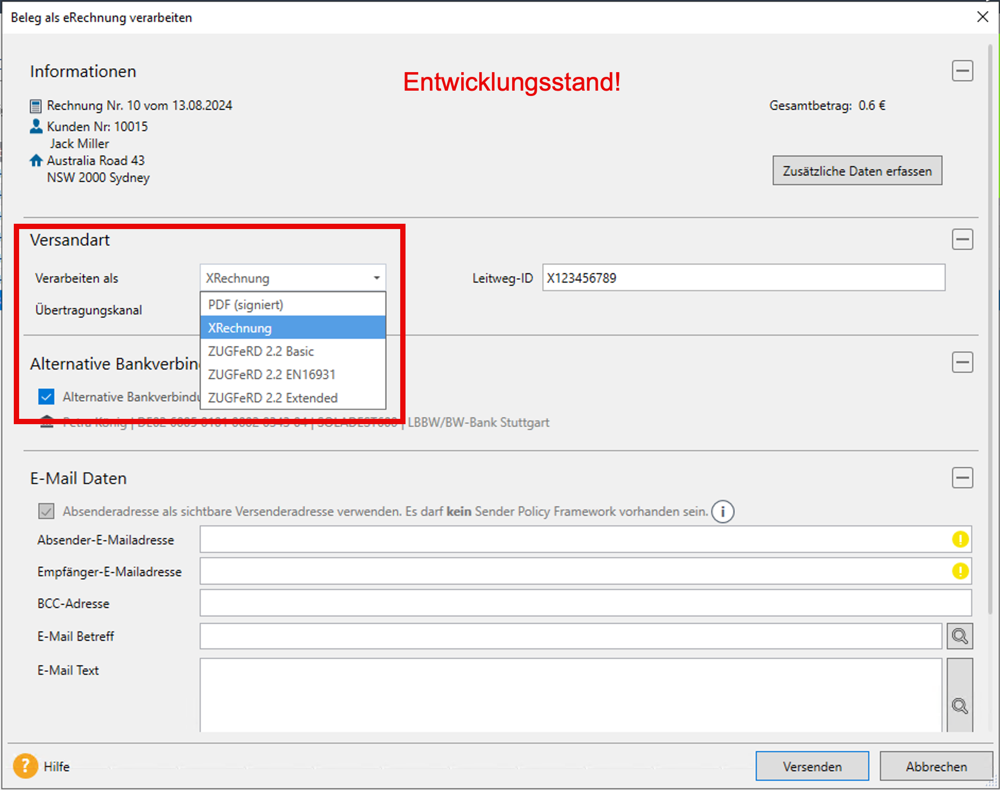 Beleg als eRechnung verarbeiten
Informationen
Entwicklungsstand!
Rechnung Nr. 10 vom 13.08.2024
Gesamtbetrag: 0.6 €
Kunden Nr: 10015
Jack Miller
Australia Road 43
NSW 2000 Sydney
Zusätzliche Daten erfassen
Versandart
Verarbeiten als
XRechnung
Leitweg-ID
X123456789
Übertragungskanal
PDF (signiert)
XRechnung
ZUGFeRD 2.2 Basic
ZUGFeRD 2.2 EN16931
ZUGFeRD 2.2 Extended
Alternative Bankverbin
Alternative Bankverbindu
Petra König | LBBW/BW-Bank Stuttgart
E-Mail Daten
Absenderadresse als sichtbare Versenderadresse verwenden. Es darf kein Sender Policy Framework vorhanden sein.
Absender-E-Mailadresse
Empfänger-E-Mailadresse
BCC-Adresse
E-Mail Betreff
E-Mail Text
Hilfe
Versenden
Abbrechen